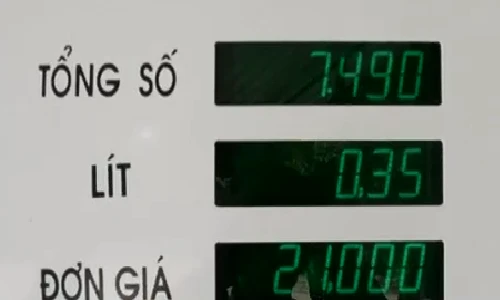 TỔNG SỐ 7.490
LÍT 0.35
ĐƠN GIÁ 21.000